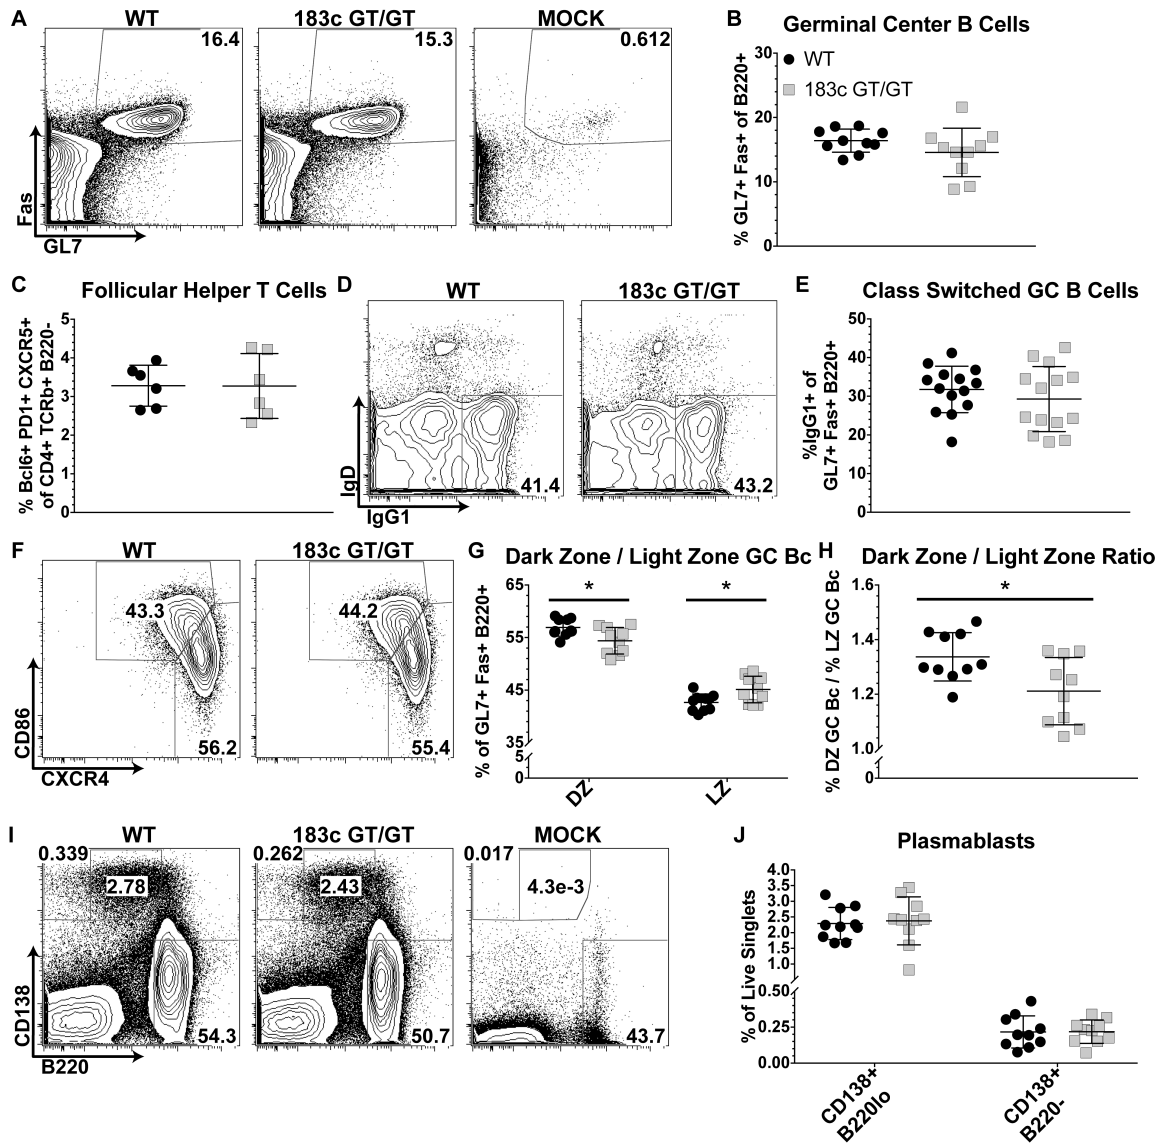 A
WT
183c GT/GT
MOCK
16.4
15.3
0.612
Fas
GL7
B
Germinal Center B Cells
WT
183c GT/GT
% GL7+ Fas+ of B220+
30
20
10
0
C
Follicular Helper T Cells
% Bcl6+ PD1+ CXCR5+
of CD4+ TCRb+ B220-
5
4
3
2
1
0
D
WT
183c GT/GT
41.4
43.2
IgD
IgG1
E
Class Switched GC B Cells
%IgG1+ of
GL7+ Fas+ B220+
50
40
30
20
10
0
F
WT
183c GT/GT
43.3
44.2
56.2
55.4
CD86
CXCR4
G
Dark Zone / Light Zone GC Bc
% of GL7+ Fas+ B220+
65
55
45
35
5
0
*
*
DZ
LZ
H
Dark Zone / Light Zone Ratio
% DZ GC Bc / % LZ GC Bc
1.6
1.4
1.2
1.0
0
*
I
WT
183c GT/GT
MOCK
0.339
0.262
0.017
2.78
2.43
4.3e-3
54.3
50.7
43.7
CD138
B220
J
Plasmablasts
% of Live Singlets
4.0
3.5
3.0
2.5
2.0
1.5
1.0
0.50
0.25
0.00
CD138+
B220lo
CD138+
B220-